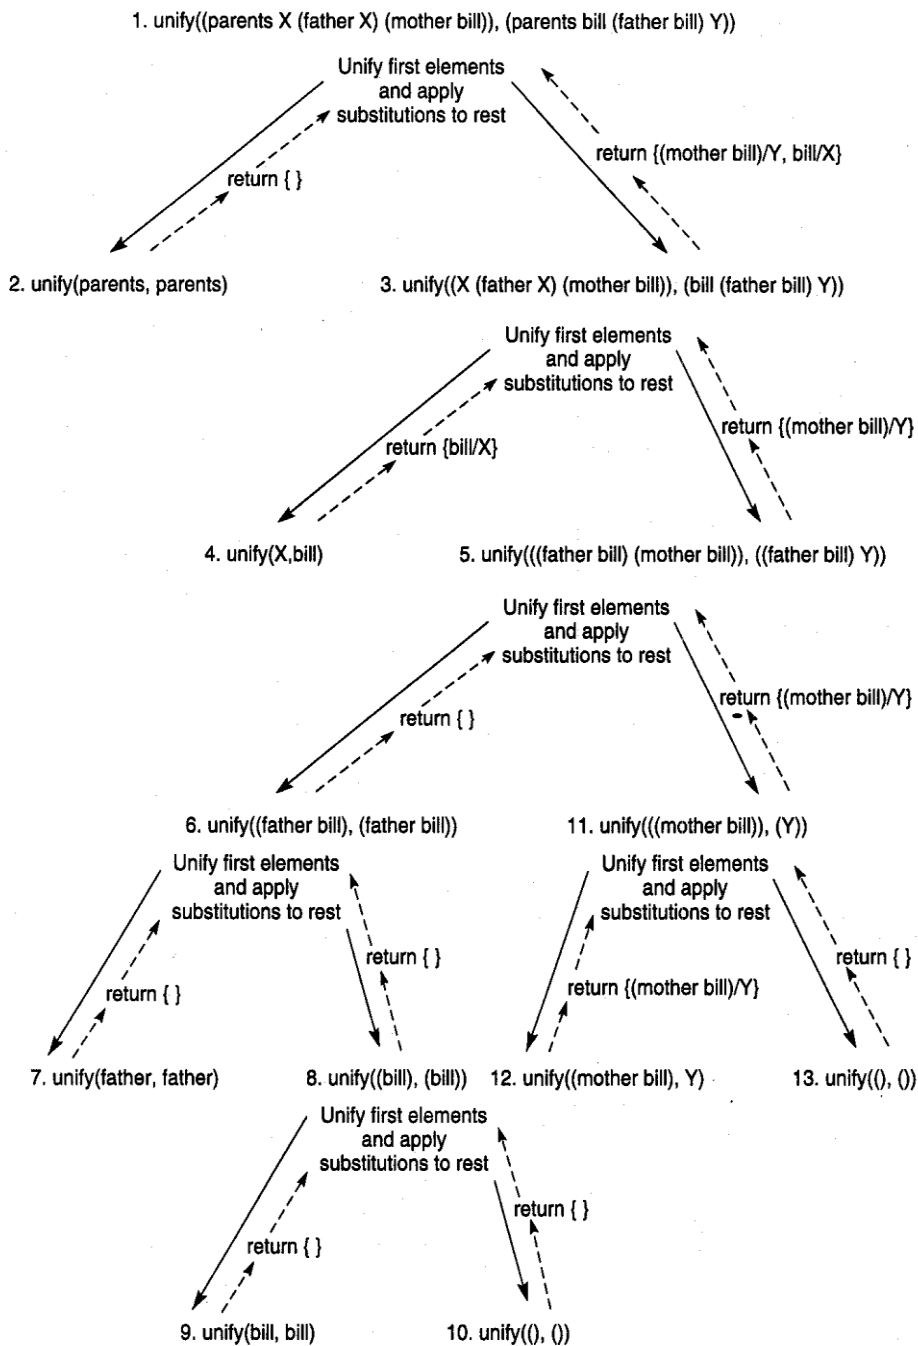 1. unify((parents X (father X) (mother bill)), (parents bill (father bill) Y))
Unify first elements
and apply
substitutions to rest
return {(mother bill)/Y, bill/X}
return { }
2. unify(parents, parents)
3. unify((X (father X) (mother bill)), (bill (father bill) Y))
Unify first elements
and apply
substitutions to rest
return {(mother bill)/Y}
return {bill/X}
4. unify(X,bill)
5. unify(((father bill) (mother bill)), ((father bill) Y))
Unify first elements
and apply
substitutions to rest
return {(mother bill)/Y}
return { }
6. unify((father bill), (father bill))
11. unify(((mother bill)), (Y))
Unify first elements
and apply
substitutions to rest
Unify first elements
and apply
substitutions to rest
return { }
return { }
return {(mother bill)/Y}
return { }
7. unify(father, father)
8. unify((bill), (bill))
12. unify((mother bill), Y)
13. unify((), ())
Unify first elements
and apply
substitutions to rest
return { }
return { }
9. unify(bill, bill)
10. unify((), ())